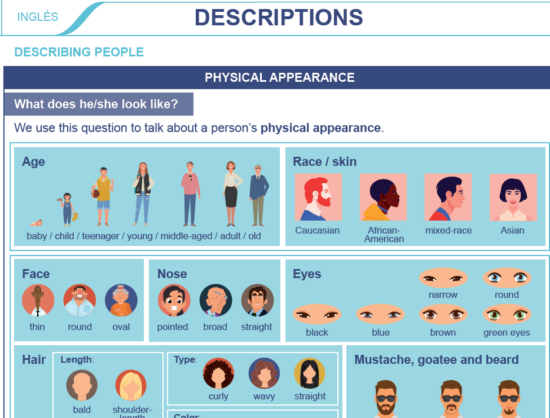 INGLÉS
DESCRIPTIONS
DESCRIBING PEOPLE
PHYSICAL APPEARANCE
What does he/she look like?
We use this question to talk about a person's physical appearance.
Age
baby / child / teenager / young / middle-aged / adult / old
Race / skin
Caucasian
African-
American
mixed-race
Asian
Face
thin
round
oval
Nose
pointed
broad
straight
Eyes
narrow
round
black
blue
brown
green eyes
Hair
Length:
bald
shoulder-
length
Type:
curly
wavy
straight
Color:
Mustache, goatee and beard